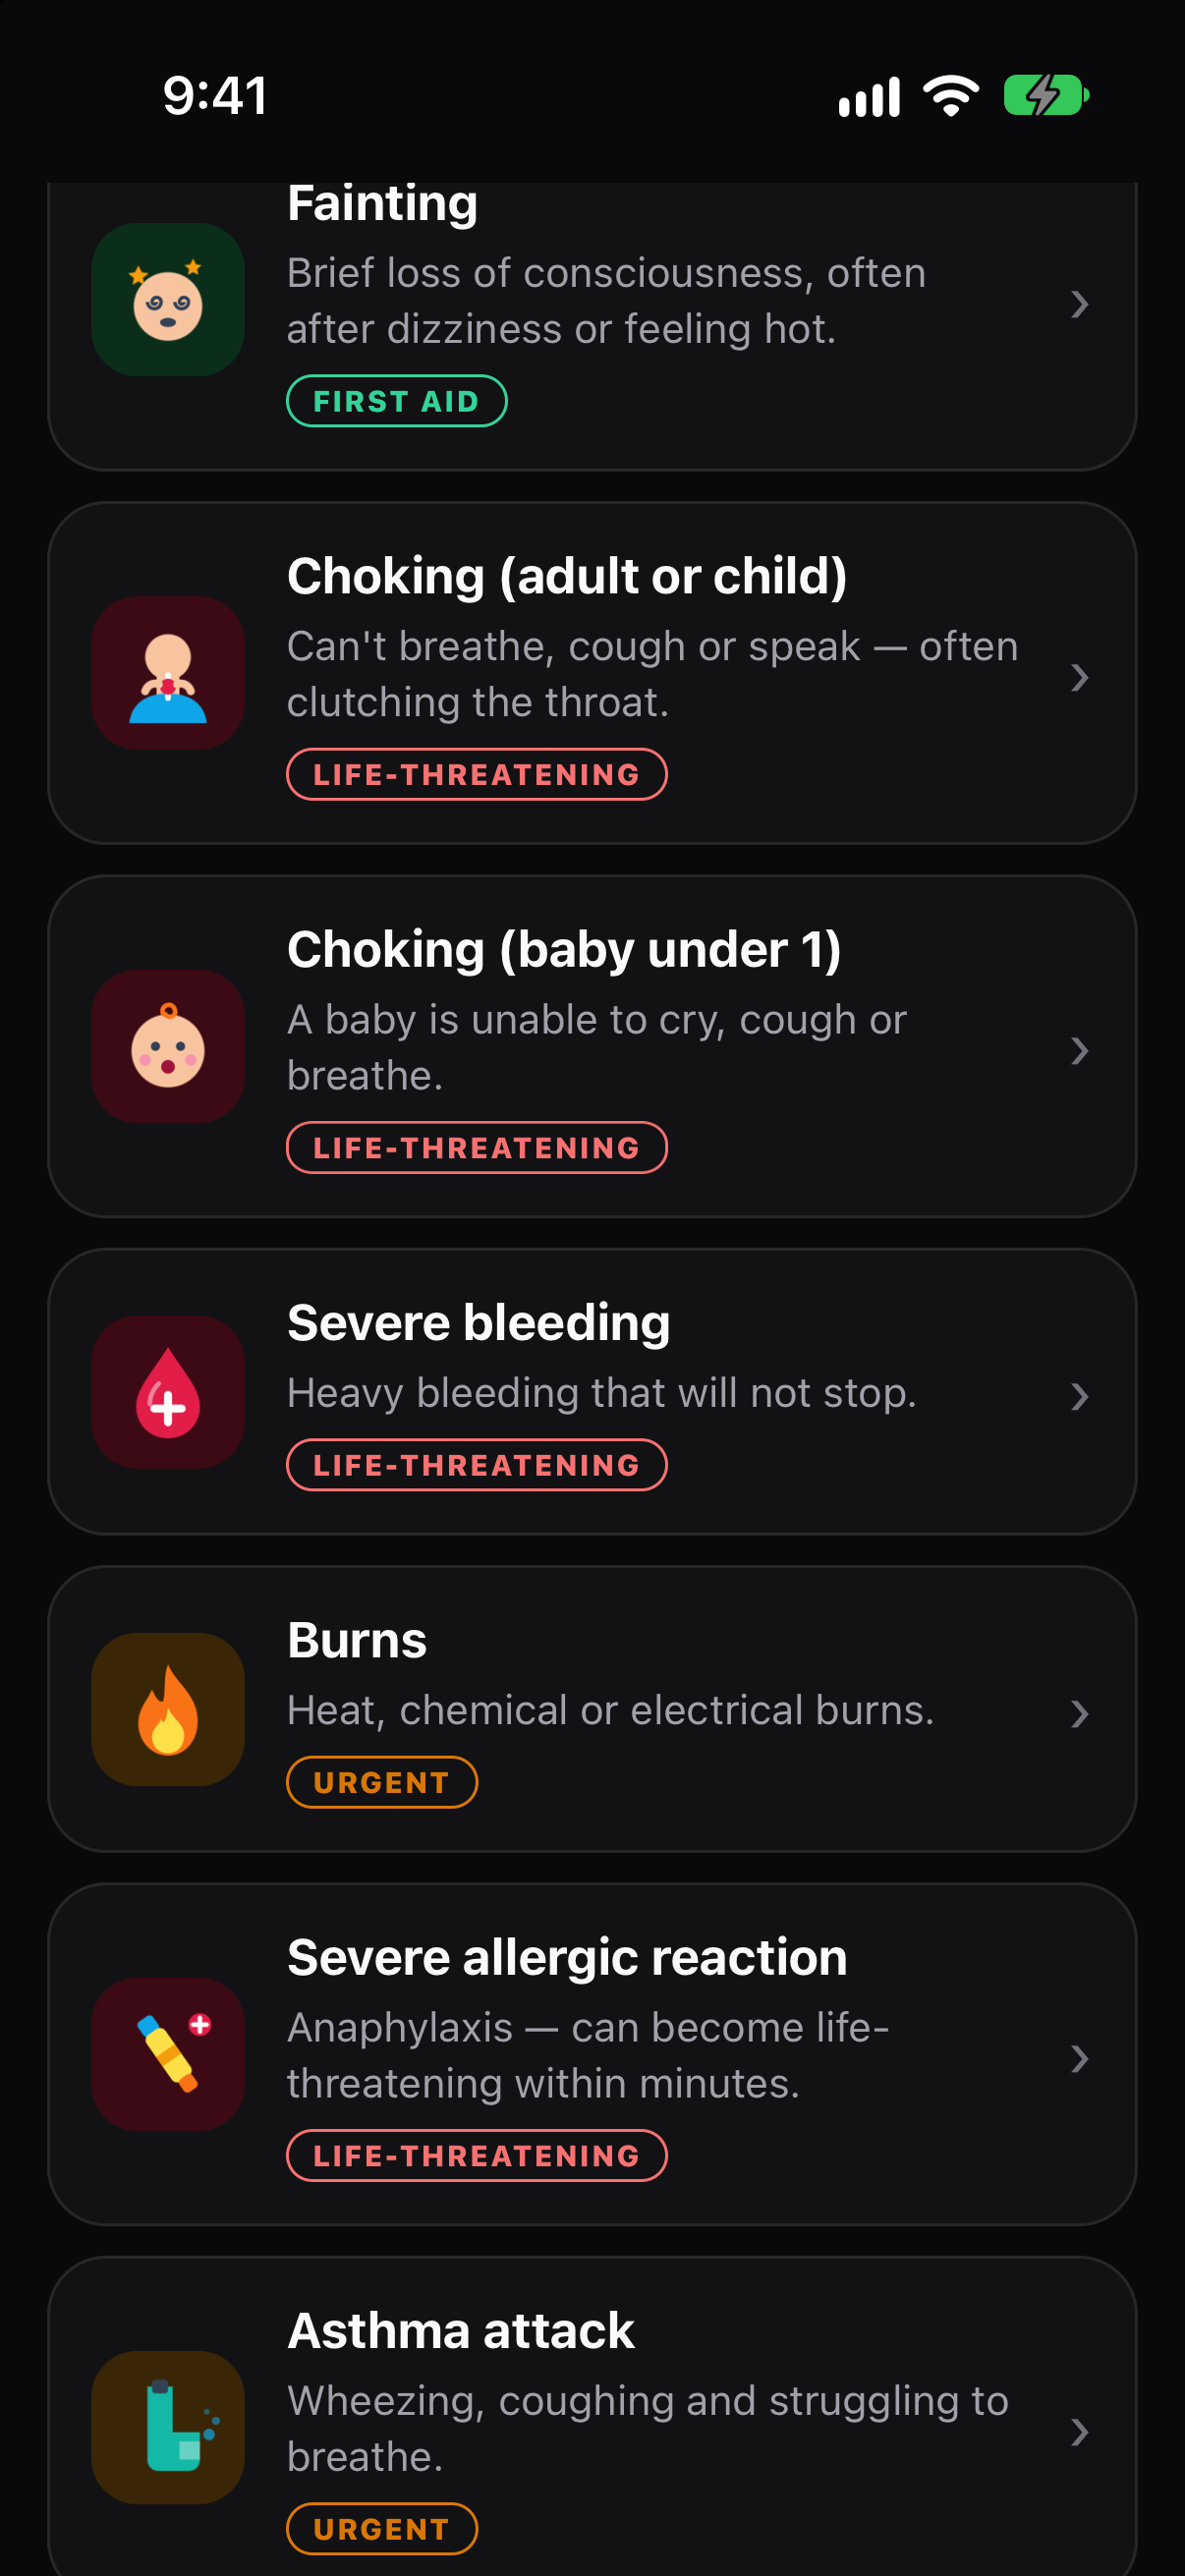 9:41
Fainting
Brief loss of consciousness, often
after dizziness or feeling hot.
FIRST AID
Choking (adult or child)
Can't breathe, cough or speak — often
clutching the throat.
LIFE-THREATENING
Choking (baby under 1)
A baby is unable to cry, cough or
breathe.
LIFE-THREATENING
Severe bleeding
Heavy bleeding that will not stop.
LIFE-THREATENING
Burns
Heat, chemical or electrical burns.
URGENT
Severe allergic reaction
Anaphylaxis — can become life-
threatening within minutes.
LIFE-THREATENING
Asthma attack
Wheezing, coughing and struggling to
breathe.
URGENT